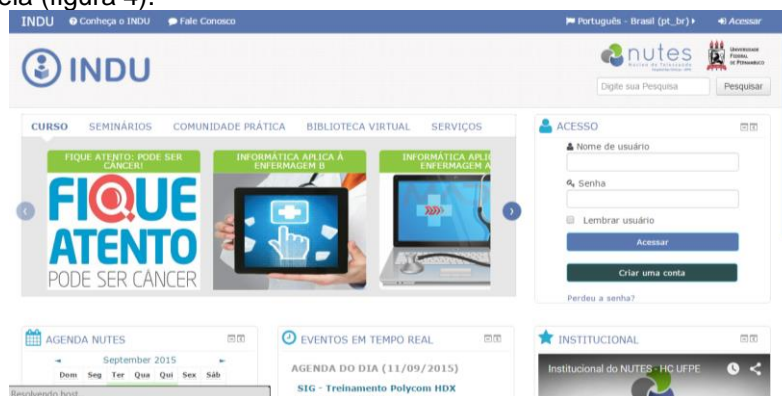 cia (figura 4).
INDU Conheça o INDU Fale Conosco Português - Brasil (pt_br) Acessar
INDU
nutes
UNIVERSIDADE
FEDERAL
DE PERNAMBUCO
Digite sua Pesquisa Pesquisar
CURSO SEMINÁRIOS COMUNIDADE PRÁTICA BIBLIOTECA VIRTUAL SERVIÇOS
FIQUE ATENTO: PODE SER
CÂNCER!
FIQUE
ATENTO
PODE SER CÂNCER
INFORMÁTICA APLICA À
ENFERMAGEM B
INFORMÁTICA APLIC
ENFERMAGEM A
ACESSO
Nome de usuário
Senha
Lembrar usuário
Acessar
Criar uma conta
Perdeu a senha?
AGENDA NUTES
September 2015
Dom Seg Ter Qua Qui Sex Sáb
Resolvendo host
EVENTOS EM TEMPO REAL
AGENDA DO DIA (11/09/2015)
SIG - Treinamento Polycom HDX
INSTITUCIONAL
Institucional do NUTES - HC UFPE